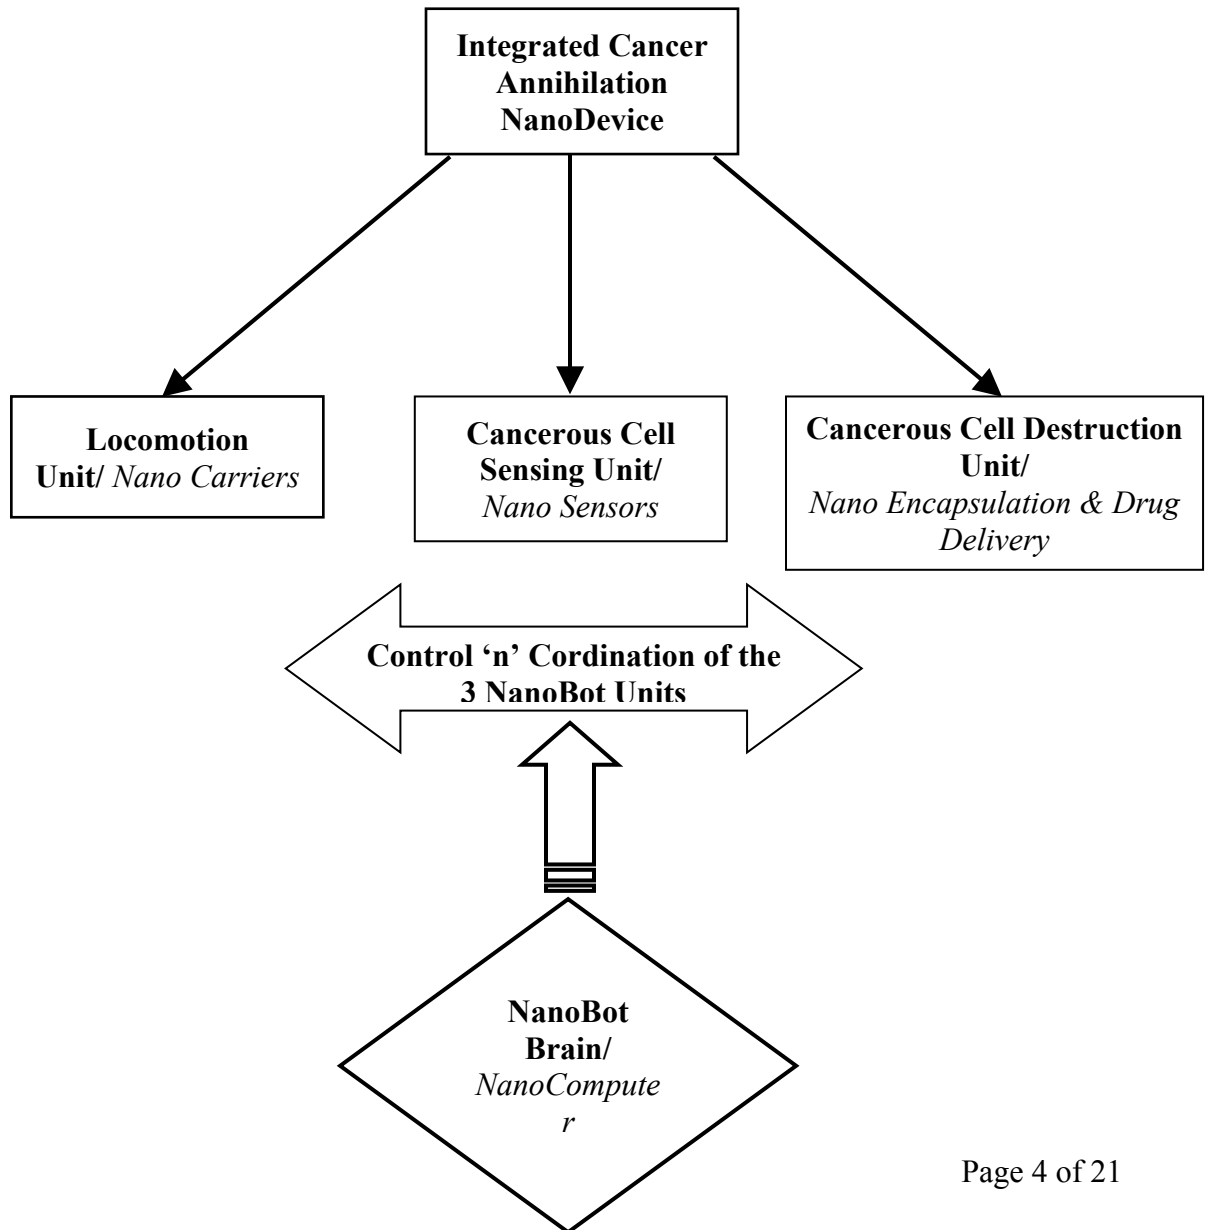 Integrated Cancer
Annihilation
NanoDevice
Locomotion
Unit/ Nano Carriers
Cancerous Cell
Sensing Unit/
Nano Sensors
Cancerous Cell Destruction
Unit/
Nano Encapsulation & Drug
Delivery
Control ‘n’ Cordination of the
3 NanoBot Units
NanoBot
Brain/
NanoCompute
r
Page 4 of 21